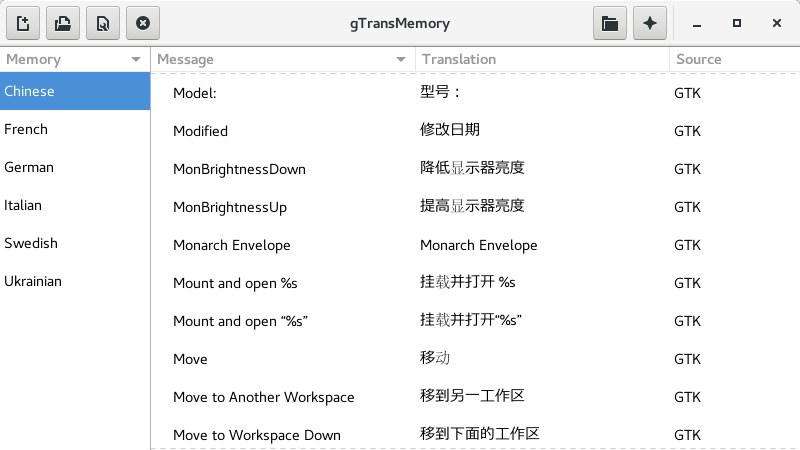 gTransMemory
Memory Message Translation Source
Chinese Model: 型号： GTK
French Modified 修改日期 GTK
German MonBrightnessDown 降低显示器亮度 GTK
Italian MonBrightnessUp 提高显示器亮度 GTK
Swedish Monarch Envelope Monarch Envelope GTK
Ukrainian Mount and open %s 挂载并打开 %s GTK
Mount and open “%s” 挂载并打开“%s” GTK
Move 移动 GTK
Move to Another Workspace 移到另一工作区 GTK
Move to Workspace Down 移到下面的工作区 GTK